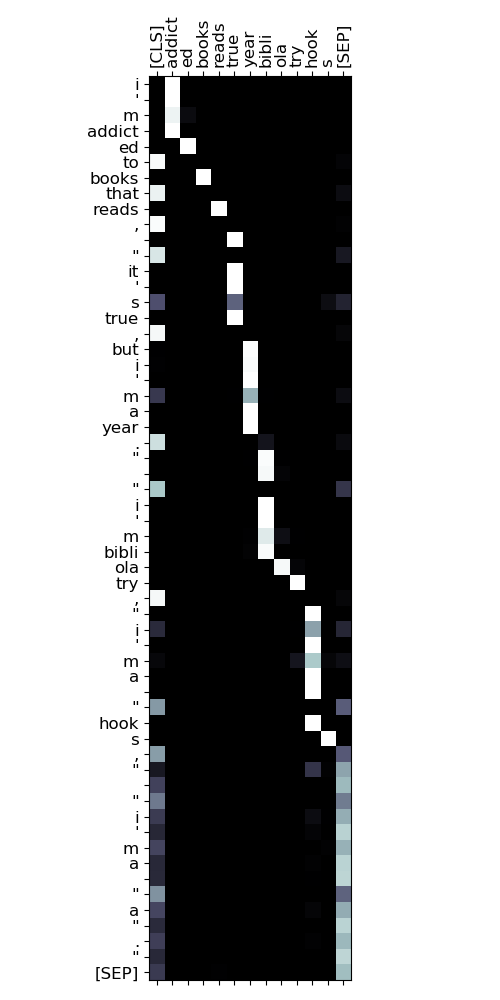 [CLS] addict ed books reads true year bibli ola try hook s [SEP]
i
'
m
addict
ed
to
books
that
reads
,
"
it
'
s
true
,
but
i
'
m
a
year
.
"
"
i
'
m
bibli
ola
try
,
"
i
'
m
a
"
hook
s
,
"
"
i
'
m
a
"
a
"
.
"
[SEP]